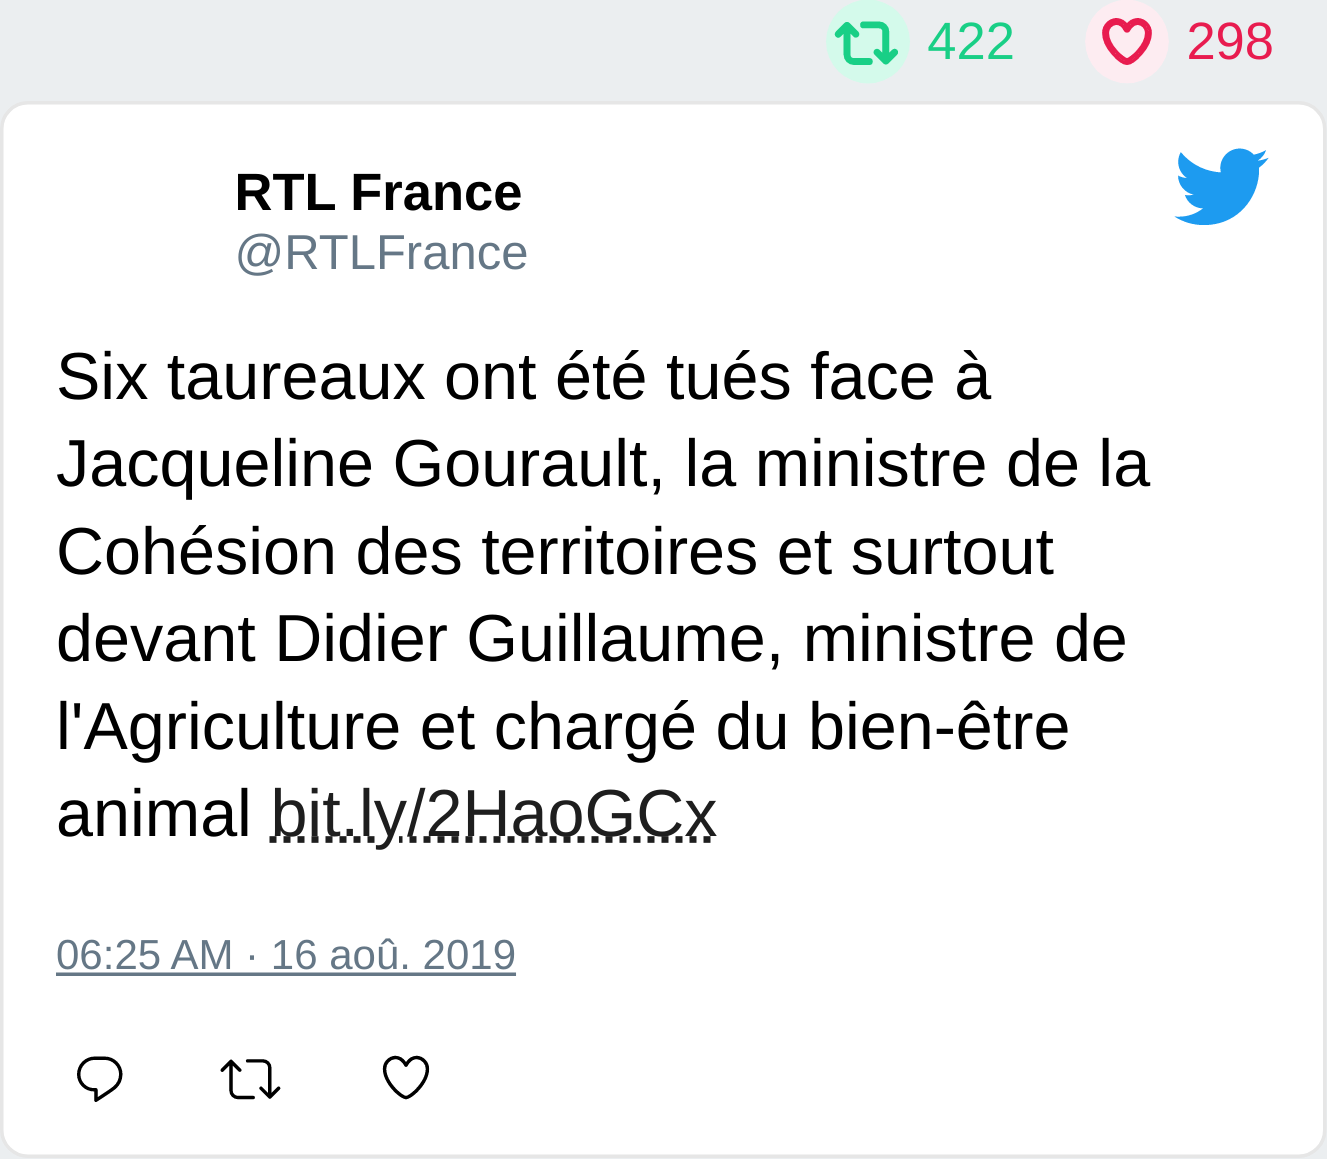 422 298
RTL France
@RTLFrance
Six taureaux ont été tués face à
Jacqueline Gourault, la ministre de la
Cohésion des territoires et surtout
devant Didier Guillaume, ministre de
l'Agriculture et chargé du bien-être
animal bit.ly/2HaoGCx
06:25 AM · 16 aoû. 2019